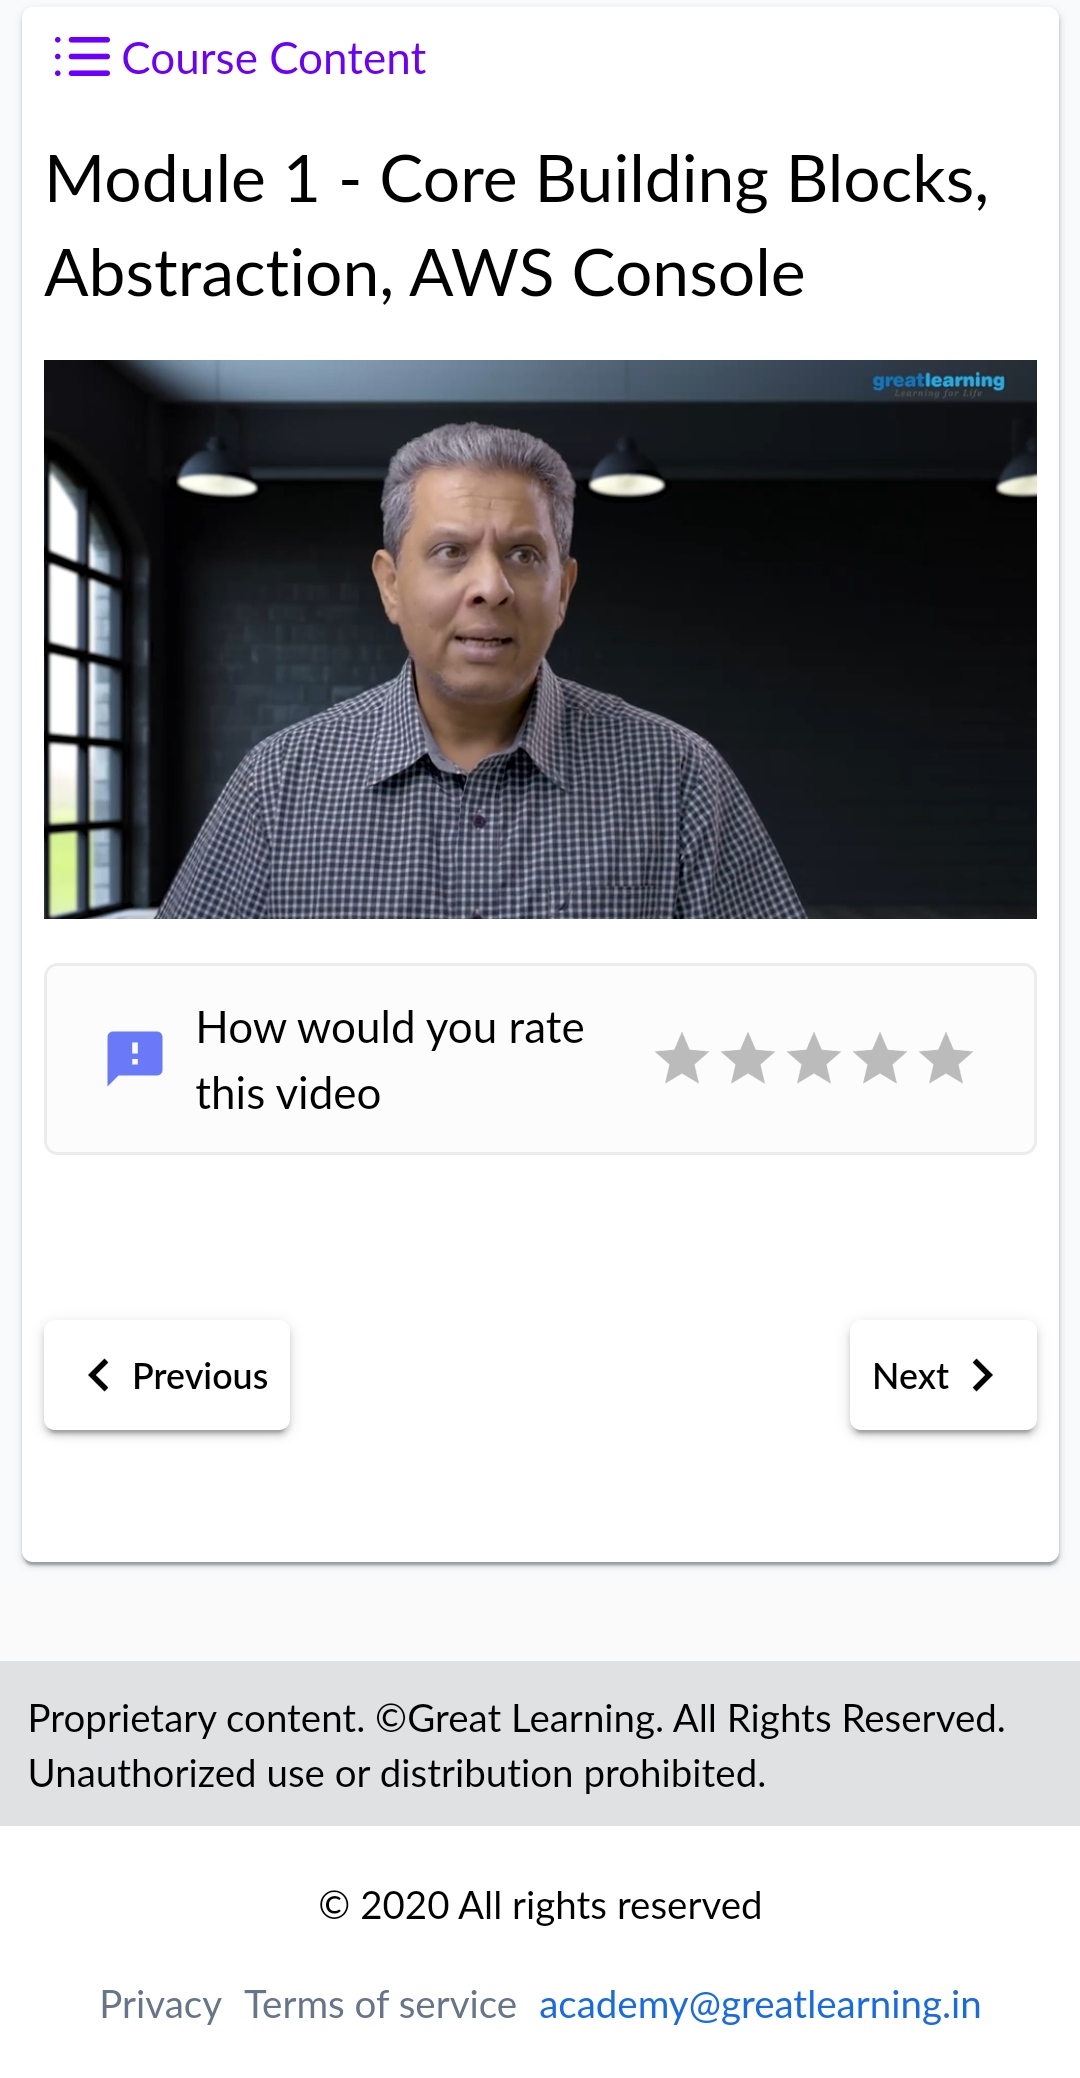 Course Content
Module 1 - Core Building Blocks,
Abstraction, AWS Console
greatlearning
Learning for Life
How would you rate
this video
Previous
Next
Proprietary content. ©Great Learning. All Rights Reserved.
Unauthorized use or distribution prohibited.
© 2020 All rights reserved
Privacy Terms of service academy@greatlearning.in